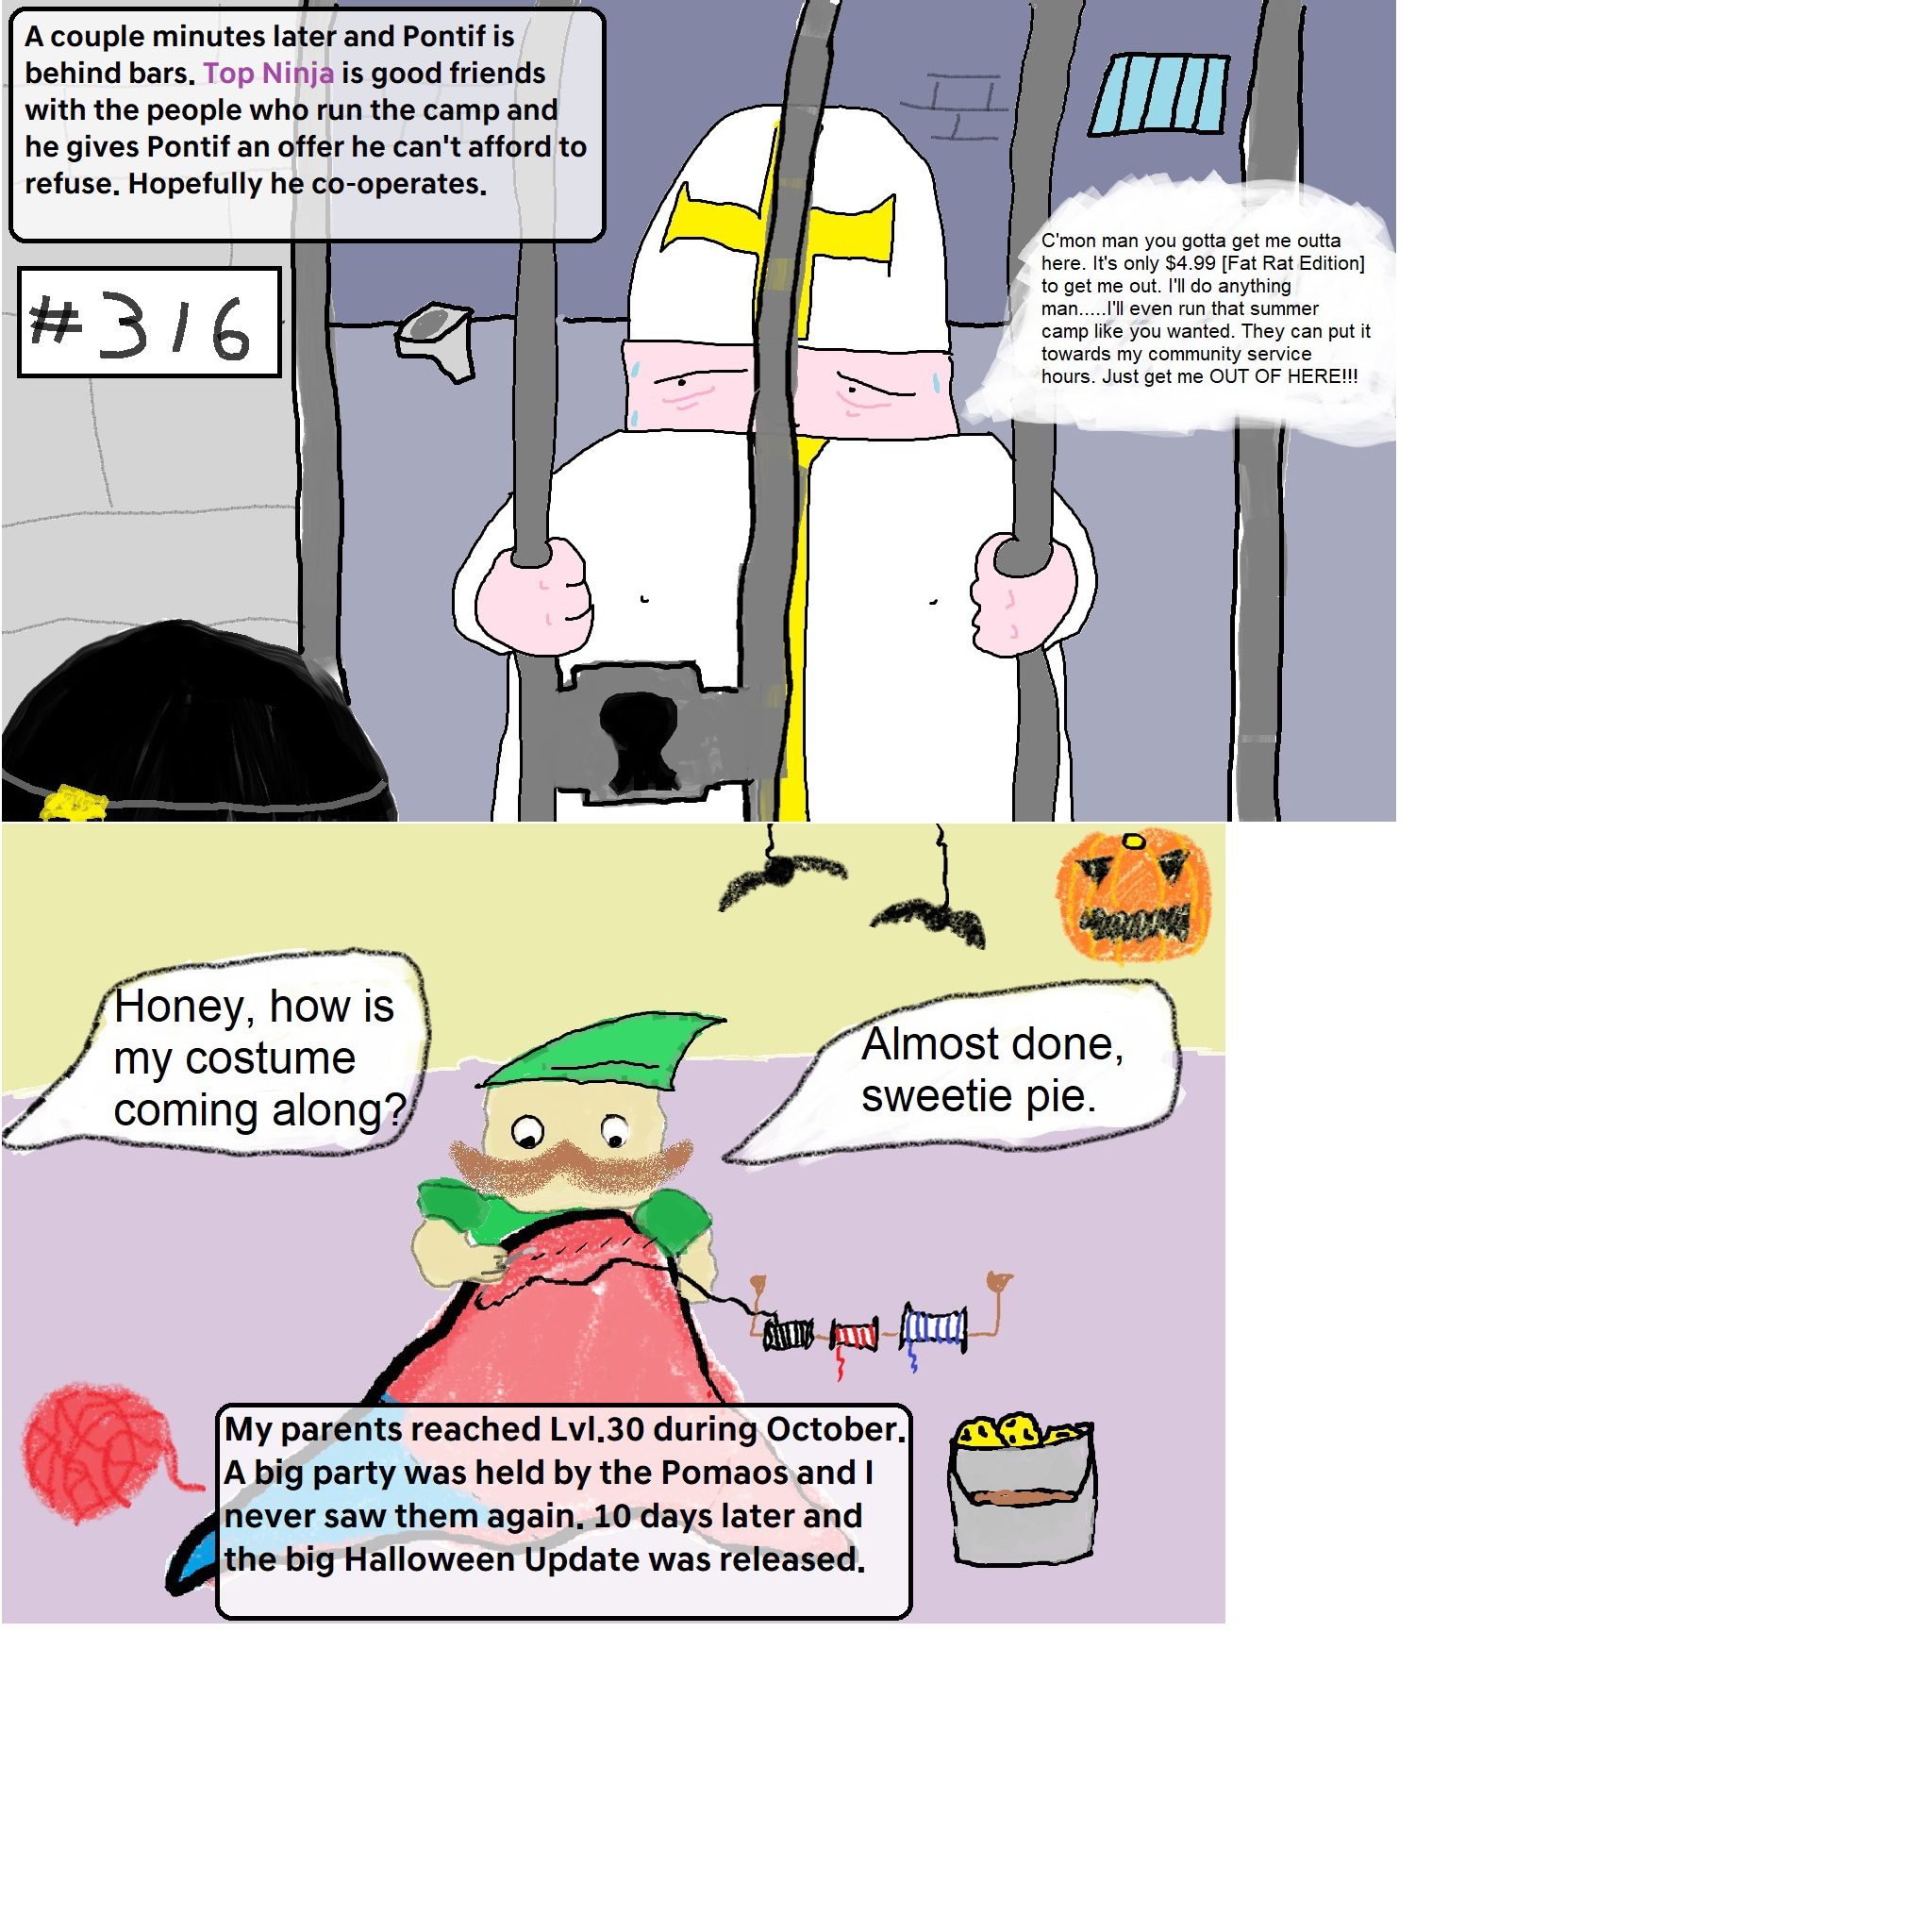 A couple minutes later and Pontif is
behind bars. Top Ninja is good friends
with the people who run the camp and
he gives Pontif an offer he can't afford to
refuse. Hopefully he co-operates.
#316
C'mon man you gotta get me outta
here. It's only $4.99 [Fat Rat Edition]
to get me out. I'll do anything
man.....I'll even run that summer
camp like you wanted. They can put it
towards my community service
hours. Just get me OUT OF HERE!!!
Honey, how is
my costume
coming along?
Almost done,
sweetie pie.
My parents reached Lvl.30 during October.
A big party was held by the Pomaos and I
never saw them again. 10 days later and
the big Halloween Update was released.